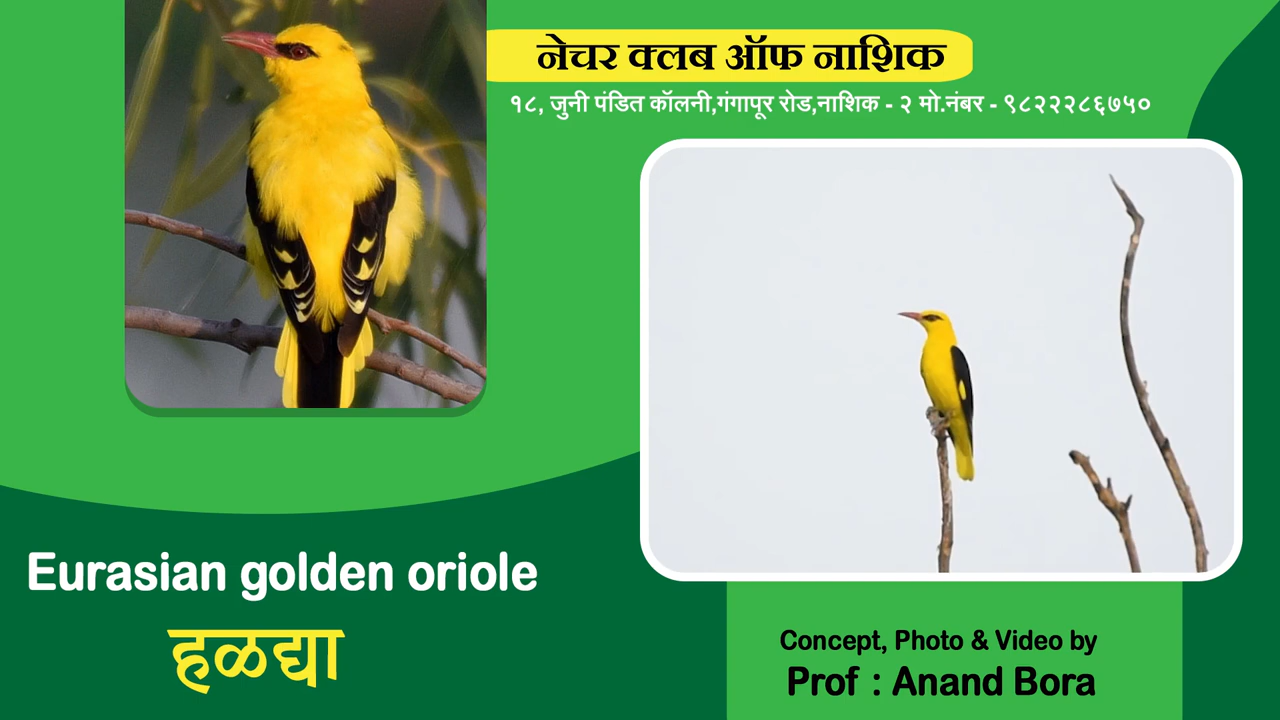 नेचर क्लब ऑफ नाशिक
१८, जुनी पंडित कॉलनी,गंगापूर रोड,नाशिक - २ मो.नंबर - ९८२२२८६७५०
Eurasian golden oriole
हळद्या
Concept, Photo & Video by
Prof : Anand Bora